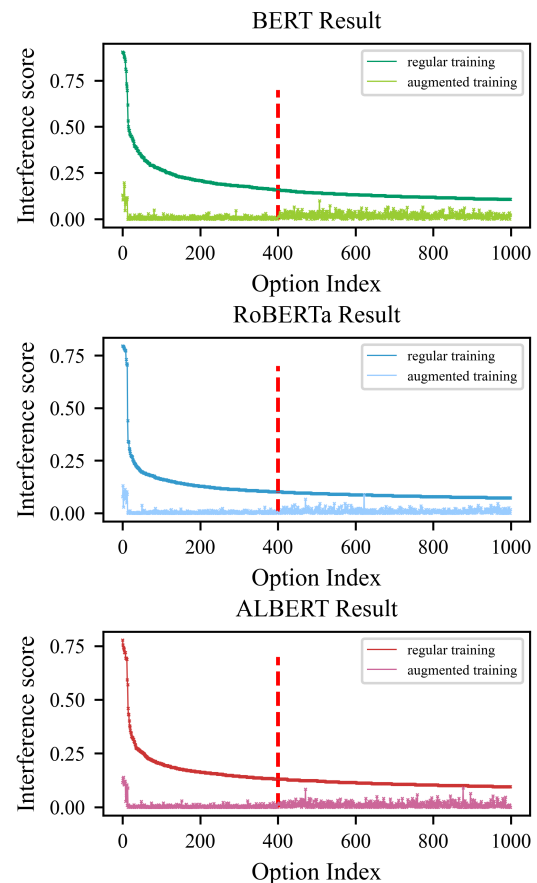 BERT Result
Interference score
0.75
0.50
0.25
0.00
regular training
augmented training
0 200 400 600 800 1000
Option Index
RoBERTa Result
Interference score
0.75
0.50
0.25
0.00
regular training
augmented training
0 200 400 600 800 1000
Option Index
ALBERT Result
Interference score
0.75
0.50
0.25
0.00
regular training
augmented training
0 200 400 600 800 1000
Option Index